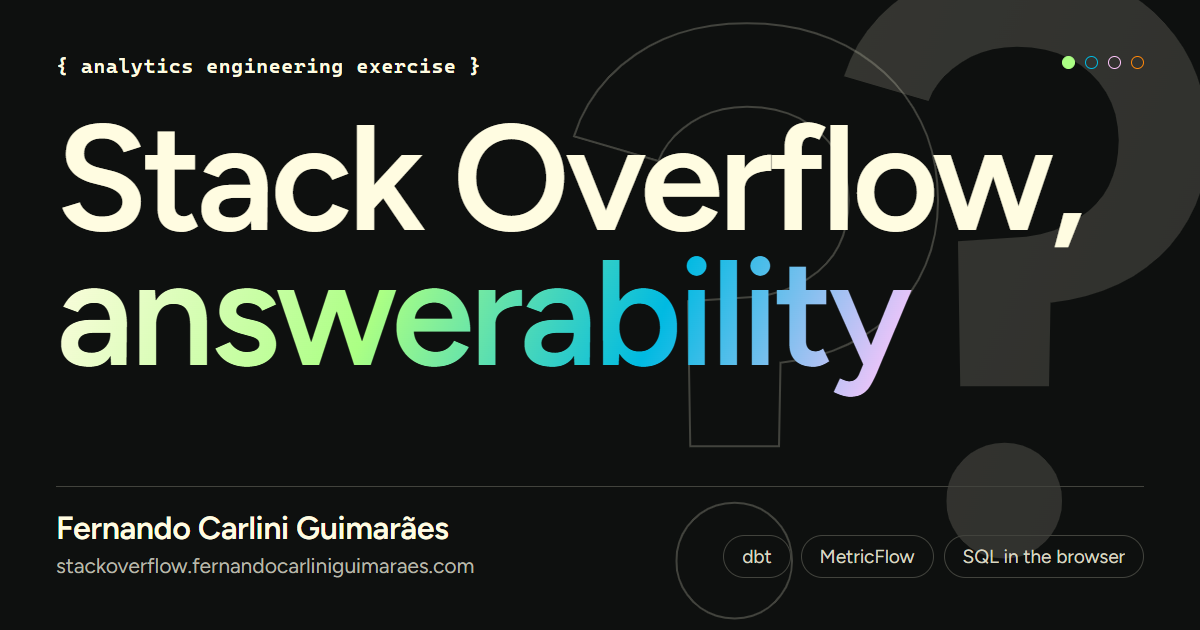 { analytics engineering exercise }
Stack Overflow,
answerability
Fernando Carlini Guimarães
stackoverflow.fernandocarliniguimaraes.com
dbt
MetricFlow
SQL in the browser